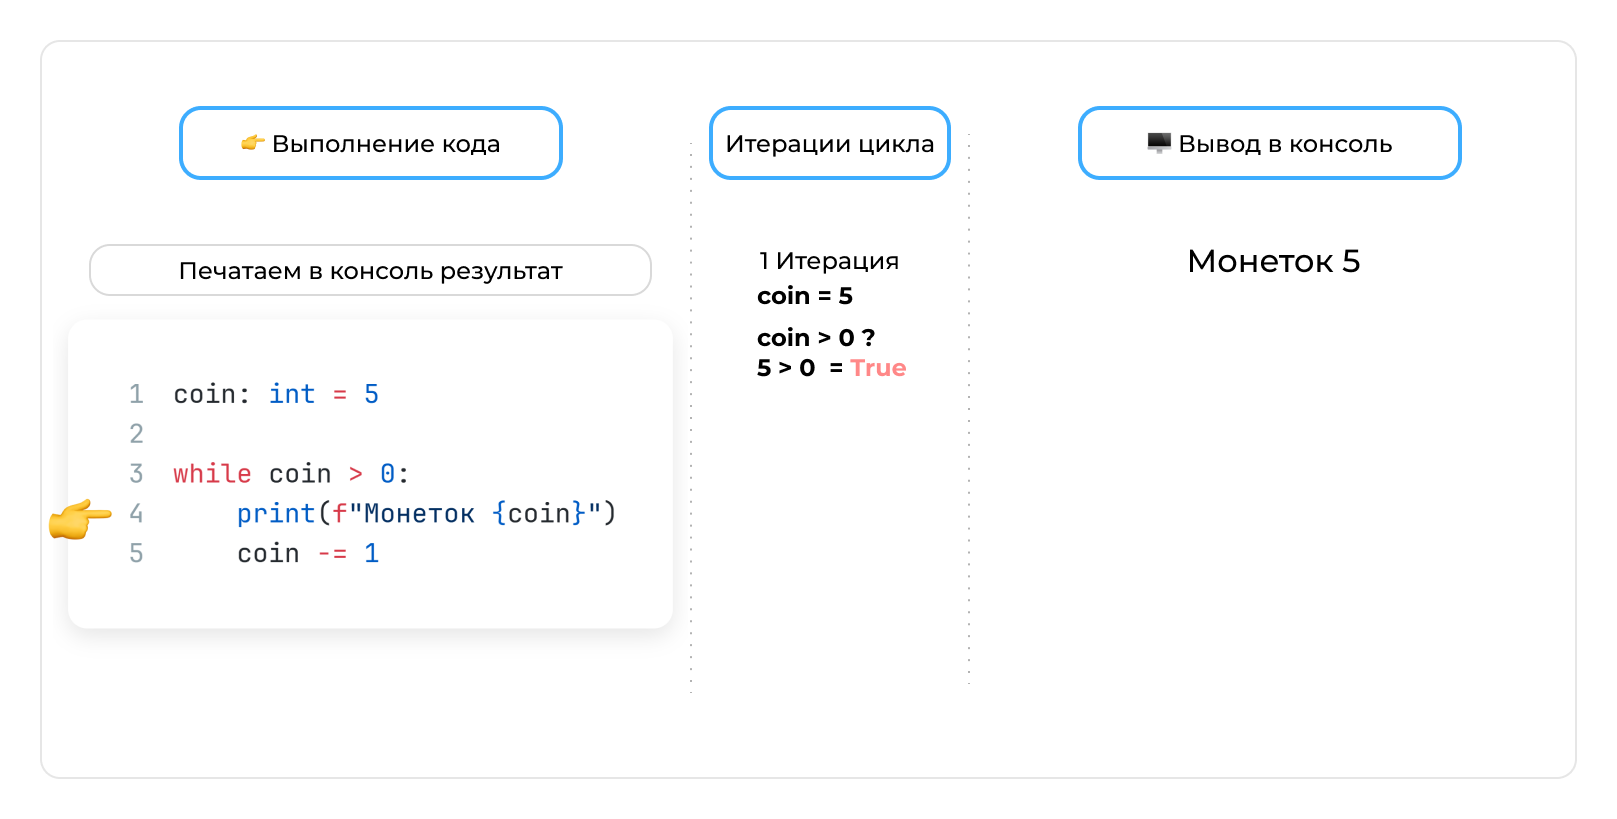 👉 Выполнение кода
Итерации цикла
🖥 Вывод в консоль
Печатаем в консоль результат
1 coin: int = 5
2
3 while coin > 0:
4     print(f"Монеток {coin}")
5     coin -= 1
1 Итерация
coin = 5
coin > 0 ?
5 > 0  = True
Монеток 5